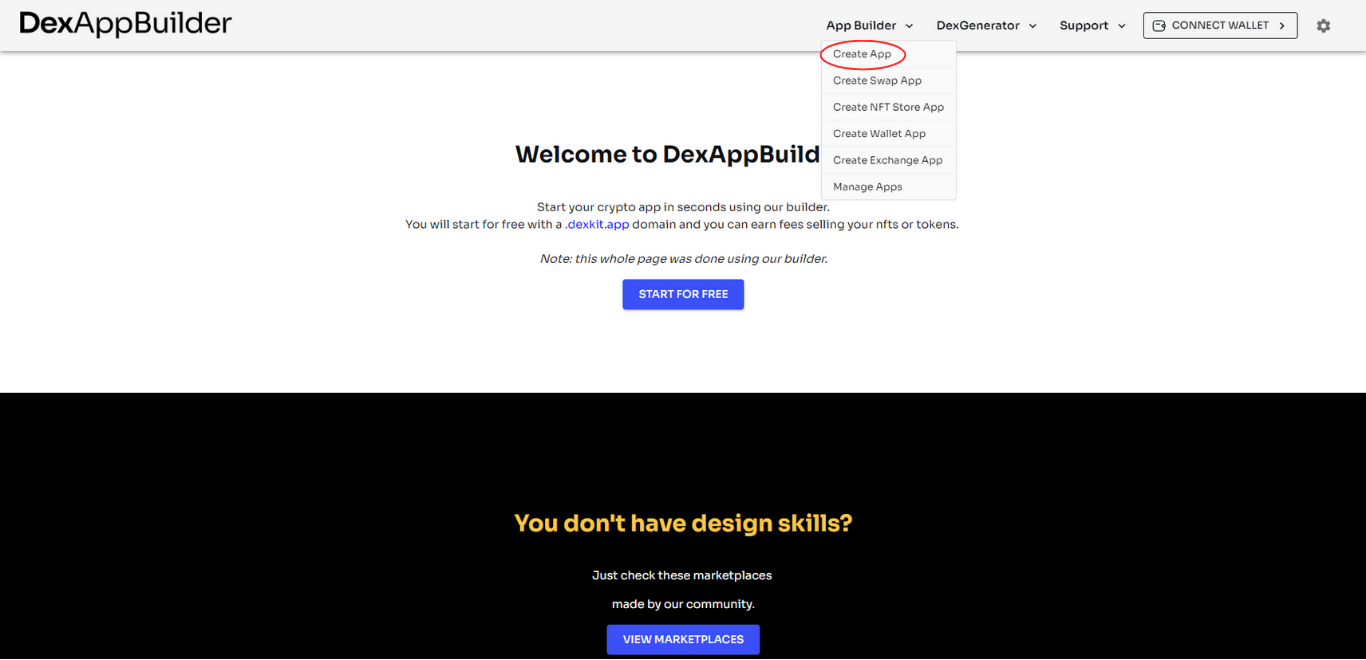 DexAppBuilder
App Builder
DexGenerator
Support
CONNECT WALLET
Create App
Create Swap App
Create NFT Store App
Create Wallet App
Create Exchange App
Manage Apps
Welcome to DexAppBuild
Start your crypto app in seconds using our builder.
You will start for free with a .dexkit.app domain and you can earn fees selling your nfts or tokens.
Note: this whole page was done using our builder.
START FOR FREE
You don't have design skills?
Just check these marketplaces
made by our community.
VIEW MARKETPLACES